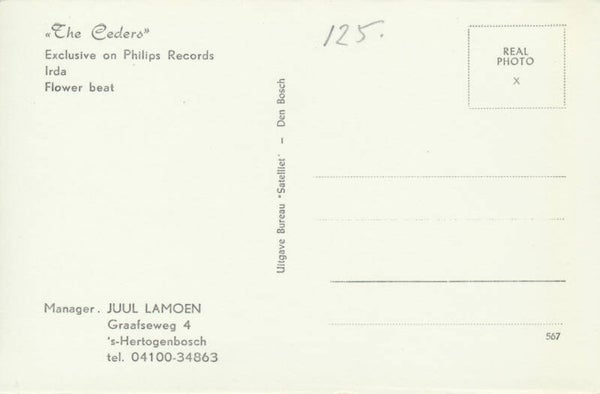 «The Ceders»
Exclusive on Philips Records
Irda
Flower beat
125.
REAL
PHOTO
X
Uitgave Bureau "Satelliet" - Den Bosch
Manager. JUUL LAMOEN
Graafseweg 4
's-Hertogenbosch
tel. 04100-34863
567